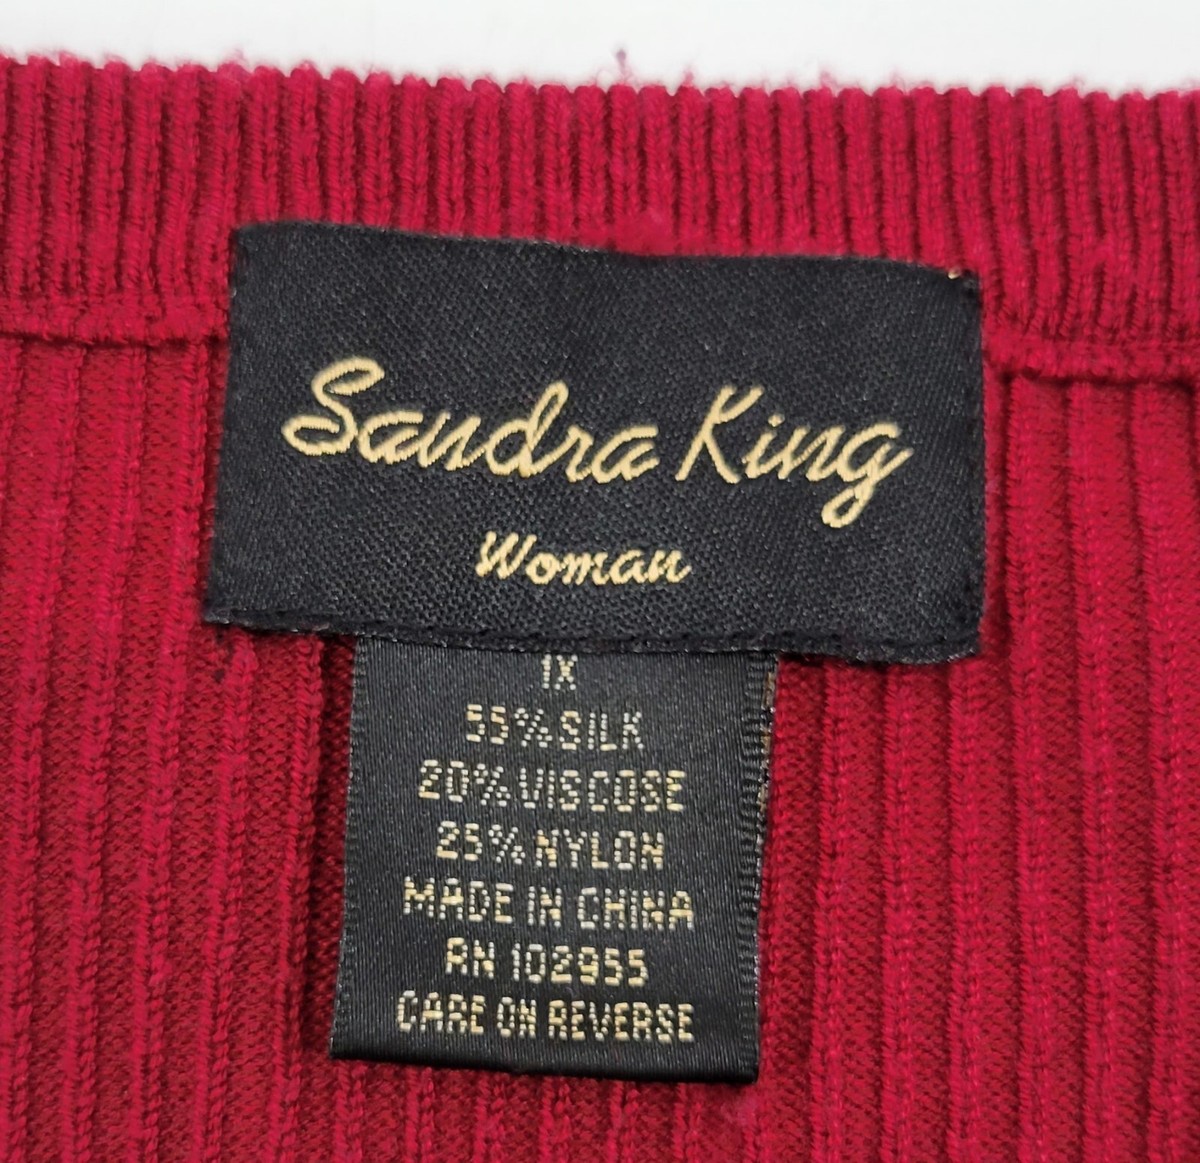 Sandra King
Woman
1X
55% SILK
20% VISCOSE
25% NYLON
MADE IN CHINA
RN 102955
CARE ON REVERSE